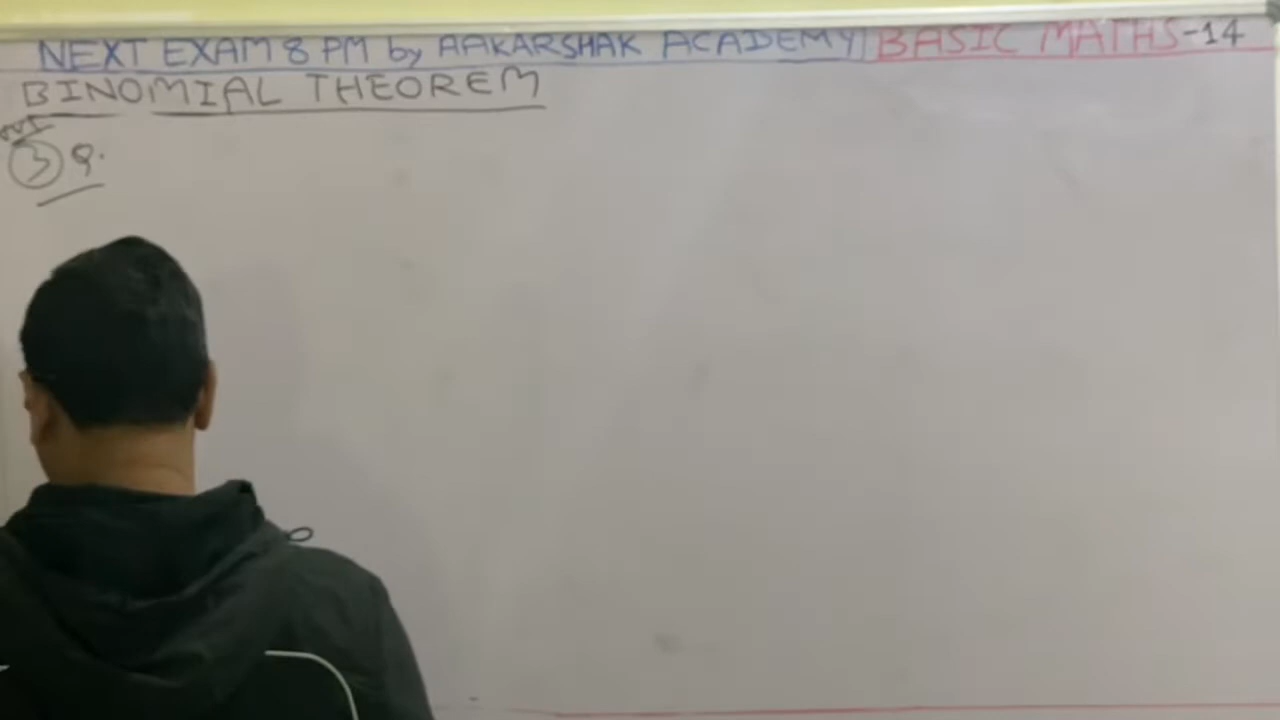 NEXT EXAM 8 PM by AAKARSHAK ACADEMY | BASIC MATHS-14
BINOMIAL THEOREM
③ Q.